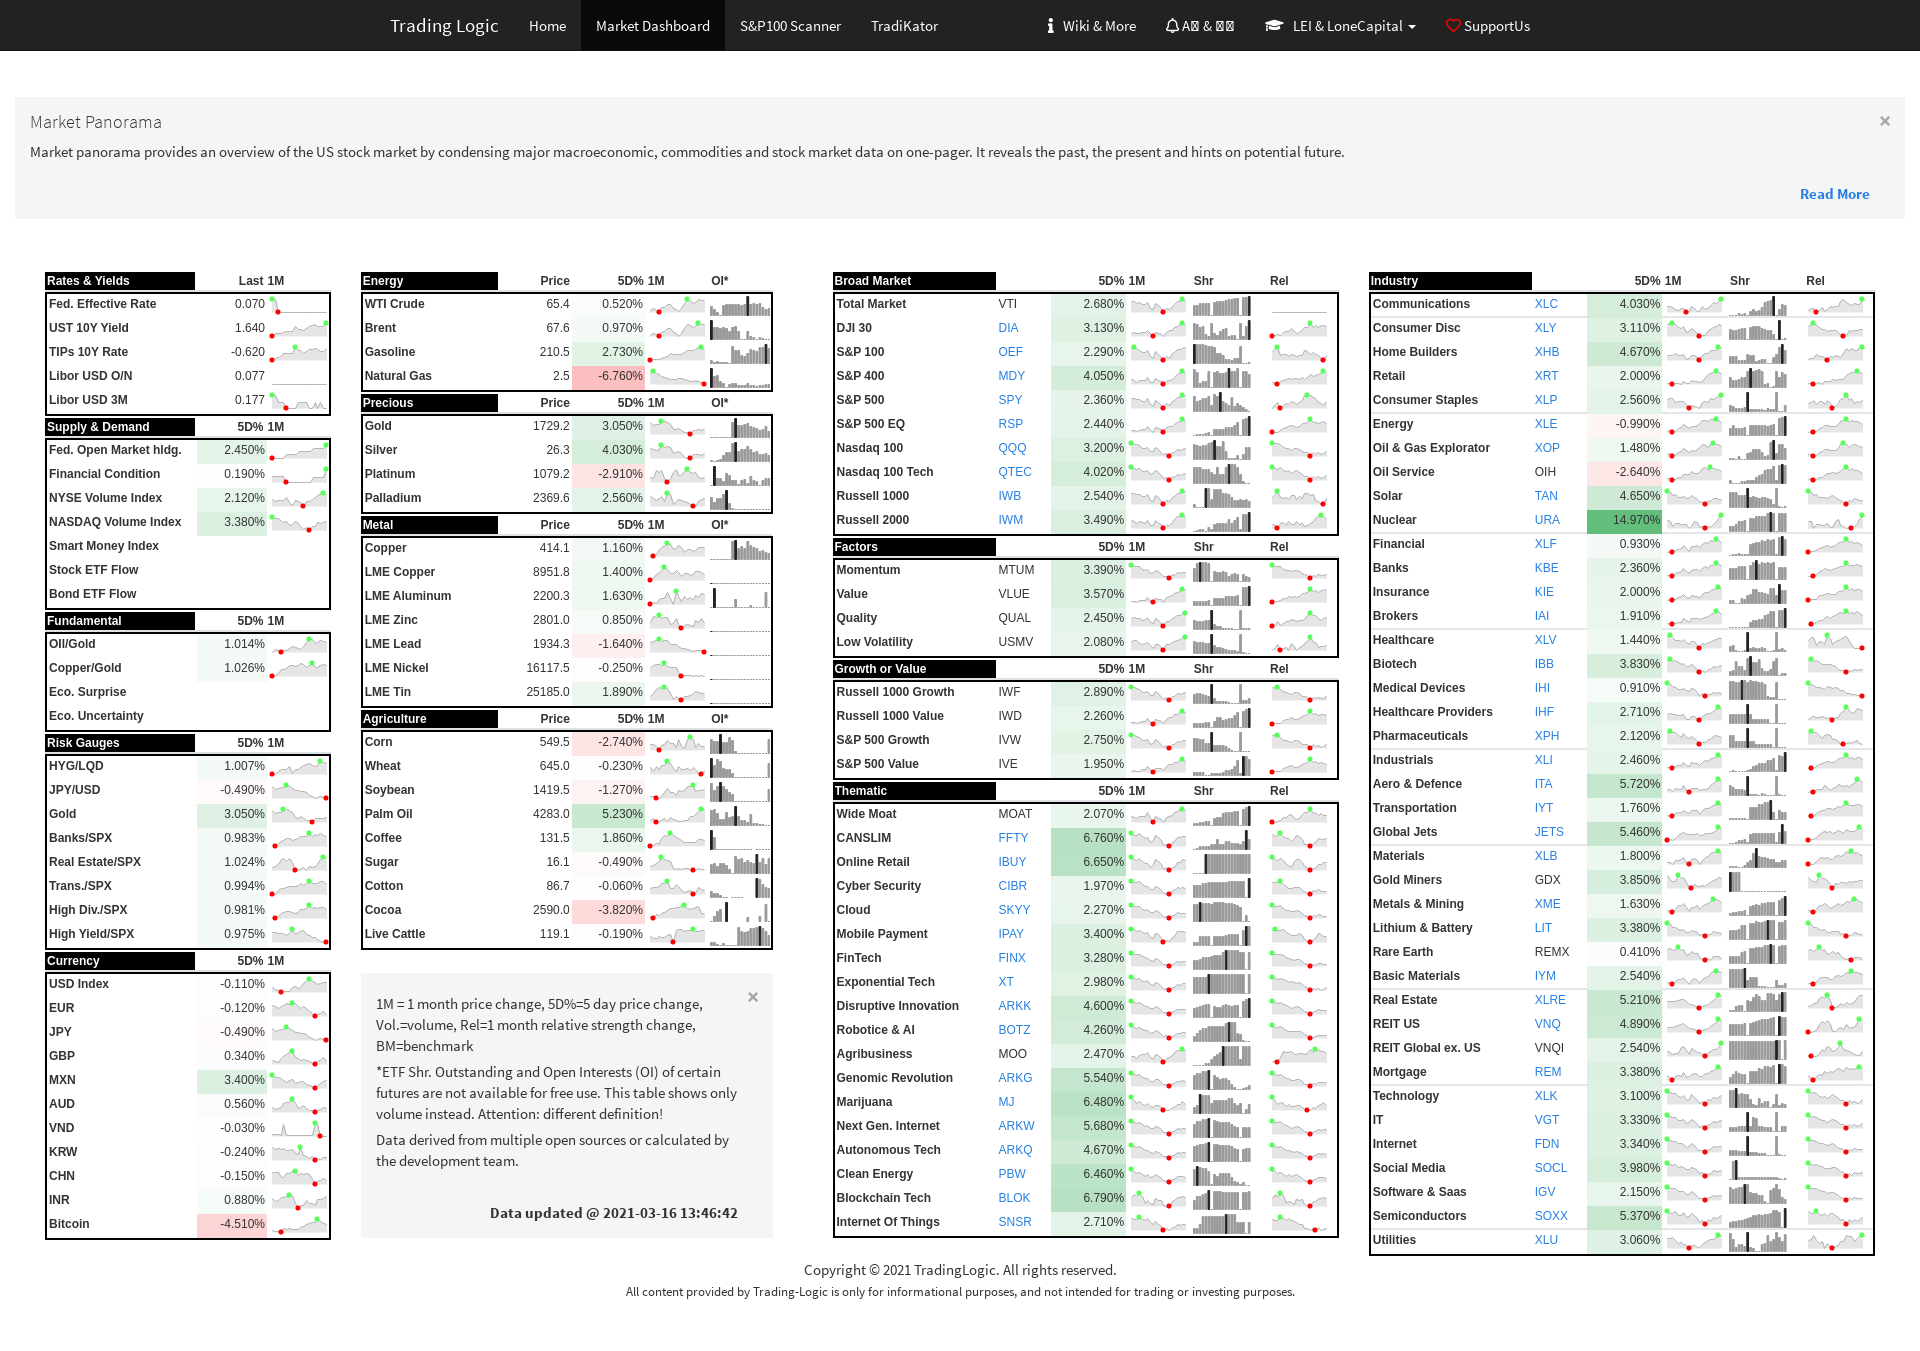 Trading Logic Home Market Dashboard S&P100 Scanner TradiKator Wiki & More LEI & LoneCapital SupportUs
Market Panorama ×
Market panorama provides an overview of the US stock market by condensing major macroeconomic, commodities and stock market data on one-pager. It reveals the past, the present and hints on potential future.
Read More
Rates & Yields Last 1M
Fed. Effective Rate 0.070
UST 10Y Yield 1.640
TIPs 10Y Rate -0.620
Libor USD O/N 0.077
Libor USD 3M 0.177
Supply & Demand 5D% 1M
Fed. Open Market hldg. 2.450%
Financial Condition 0.190%
NYSE Volume Index 2.120%
NASDAQ Volume Index 3.380%
Smart Money Index
Stock ETF Flow
Bond ETF Flow
Fundamental 5D% 1M
OIl/Gold 1.014%
Copper/Gold 1.026%
Eco. Surprise
Eco. Uncertainty
Risk Gauges 5D% 1M
HYG/LQD 1.007%
JPY/USD -0.490%
Gold 3.050%
Banks/SPX 0.983%
Real Estate/SPX 1.024%
Trans./SPX 0.994%
High Div./SPX 0.981%
High Yield/SPX 0.975%
Currency 5D% 1M
USD Index -0.110%
EUR -0.120%
JPY -0.490%
GBP 0.340%
MXN 3.400%
AUD 0.560%
VND -0.030%
KRW -0.240%
CHN -0.150%
INR 0.880%
Bitcoin -4.510%
Energy Price 5D% 1M OI*
WTI Crude 65.4 0.520%
Brent 67.6 0.970%
Gasoline 210.5 2.730%
Natural Gas 2.5 -6.760%
Precious Price 5D% 1M OI*
Gold 1729.2 3.050%
Silver 26.3 4.030%
Platinum 1079.2 -2.910%
Palladium 2369.6 2.560%
Metal Price 5D% 1M OI*
Copper 414.1 1.160%
LME Copper 8951.8 1.400%
LME Aluminum 2200.3 1.630%
LME Zinc 2801.0 0.850%
LME Lead 1934.3 -1.640%
LME Nickel 16117.5 -0.250%
LME Tin 25185.0 1.890%
Agriculture Price 5D% 1M OI*
Corn 549.5 -2.740%
Wheat 645.0 -0.230%
Soybean 1419.5 -1.270%
Palm Oil 4283.0 5.230%
Coffee 131.5 1.860%
Sugar 16.1 -0.490%
Cotton 86.7 -0.060%
Cocoa 2590.0 -3.820%
Live Cattle 119.1 -0.190%
×
1M = 1 month price change, 5D%=5 day price change,
Vol.=volume, Rel=1 month relative strength change,
BM=benchmark
*ETF Shr. Outstanding and Open Interests (OI) of certain
futures are not available for free use. This table shows only
volume instead. Attention: different definition!
Data derived from multiple open sources or calculated by
the development team.
Data updated @ 2021-03-16 13:46:42
Broad Market 5D% 1M Shr Rel
Total Market VTI 2.680%
DJI 30 DIA 3.130%
S&P 100 OEF 2.290%
S&P 400 MDY 4.050%
S&P 500 SPY 2.360%
S&P 500 EQ RSP 2.440%
Nasdaq 100 QQQ 3.200%
Nasdaq 100 Tech QTEC 4.020%
Russell 1000 IWB 2.540%
Russell 2000 IWM 3.490%
Factors 5D% 1M Shr Rel
Momentum MTUM 3.390%
Value VLUE 3.570%
Quality QUAL 2.450%
Low Volatility USMV 2.080%
Growth or Value 5D% 1M Shr Rel
Russell 1000 Growth IWF 2.890%
Russell 1000 Value IWD 2.260%
S&P 500 Growth IVW 2.750%
S&P 500 Value IVE 1.950%
Thematic 5D% 1M Shr Rel
Wide Moat MOAT 2.070%
CANSLIM FFTY 6.760%
Online Retail IBUY 6.650%
Cyber Security CIBR 1.970%
Cloud SKYY 2.270%
Mobile Payment IPAY 3.400%
FinTech FINX 3.280%
Exponential Tech XT 2.980%
Disruptive Innovation ARKK 4.600%
Robotice & AI BOTZ 4.260%
Agribusiness MOO 2.470%
Genomic Revolution ARKG 5.540%
Marijuana MJ 6.480%
Next Gen. Internet ARKW 5.680%
Autonomous Tech ARKQ 4.670%
Clean Energy PBW 6.460%
Blockchain Tech BLOK 6.790%
Internet Of Things SNSR 2.710%
Industry 5D% 1M Shr Rel
Communications XLC 4.030%
Consumer Disc XLY 3.110%
Home Builders XHB 4.670%
Retail XRT 2.000%
Consumer Staples XLP 2.560%
Energy XLE -0.990%
Oil & Gas Explorator XOP 1.480%
Oil Service OIH -2.640%
Solar TAN 4.650%
Nuclear URA 14.970%
Financial XLF 0.930%
Banks KBE 2.360%
Insurance KIE 2.000%
Brokers IAI 1.910%
Healthcare XLV 1.440%
Biotech IBB 3.830%
Medical Devices IHI 0.910%
Healthcare Providers IHF 2.710%
Pharmaceuticals XPH 2.120%
Industrials XLI 2.460%
Aero & Defence ITA 5.720%
Transportation IYT 1.760%
Global Jets JETS 5.460%
Materials XLB 1.800%
Gold Miners GDX 3.850%
Metals & Mining XME 1.630%
Lithium & Battery LIT 3.380%
Rare Earth REMX 0.410%
Basic Materials IYM 2.540%
Real Estate XLRE 5.210%
REIT US VNQ 4.890%
REIT Global ex. US VNQI 2.540%
Mortgage REM 3.380%
Technology XLK 3.100%
IT VGT 3.330%
Internet FDN 3.340%
Social Media SOCL 3.980%
Software & Saas IGV 2.150%
Semiconductors SOXX 5.370%
Utilities XLU 3.060%
Copyright © 2021 TradingLogic. All rights reserved.
All content provided by Trading-Logic is only for informational purposes, and not intended for trading or investing purposes.